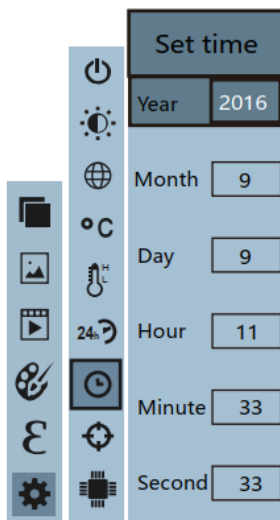 Set time
Year 2016
Month 9
°C
Day 9
H
L
24h
Hour 11
Minute 33
ε
Second 33